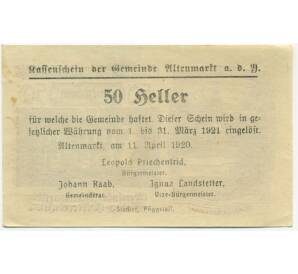 Kassenschein der Gemeinde Altenmarkt a. d. Y.
50 Heller
für welche die Gemeinde haftet. Dieser Schein wird in ge-
setzlicher Währung vom 1. bis 31. März 1921 eingelöst.
Altenmarkt, am 11. April 1920.
Leopold Priechenfrid,
Bürgermeister.
Johann Raab, Ignaz Landstetter,
Gemeinderat. Vize-Bürgermeister.
Pöggstall.